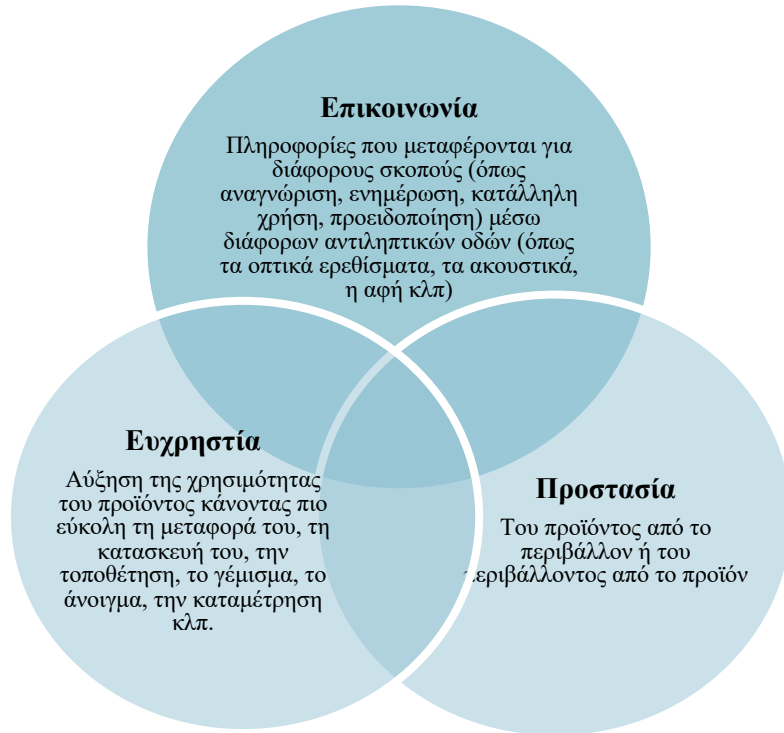 Επικοινωνία
Πληροφορίες που μεταφέρονται για
διάφορους σκοπούς (όπως
αναγνώριση, ενημέρωση, κατάλληλη
χρήση, προειδοποίηση) μέσω
διάφορων αντιληπτικών οδών (όπως
τα οπτικά ερεθίσματα, τα ακουστικά,
η αφή κλπ)
Ευχρηστία
Αύξηση της χρησιμότητας
του προϊόντος κάνοντας πιο
εύκολη τη μεταφορά του, τη
κατασκευή του, την
τοποθέτηση, το γέμισμα, το
άνοιγμα, την καταμέτρηση
κλπ.
Προστασία
Του προϊόντος από το
περιβάλλον ή του
περιβάλλοντος από το προϊόν